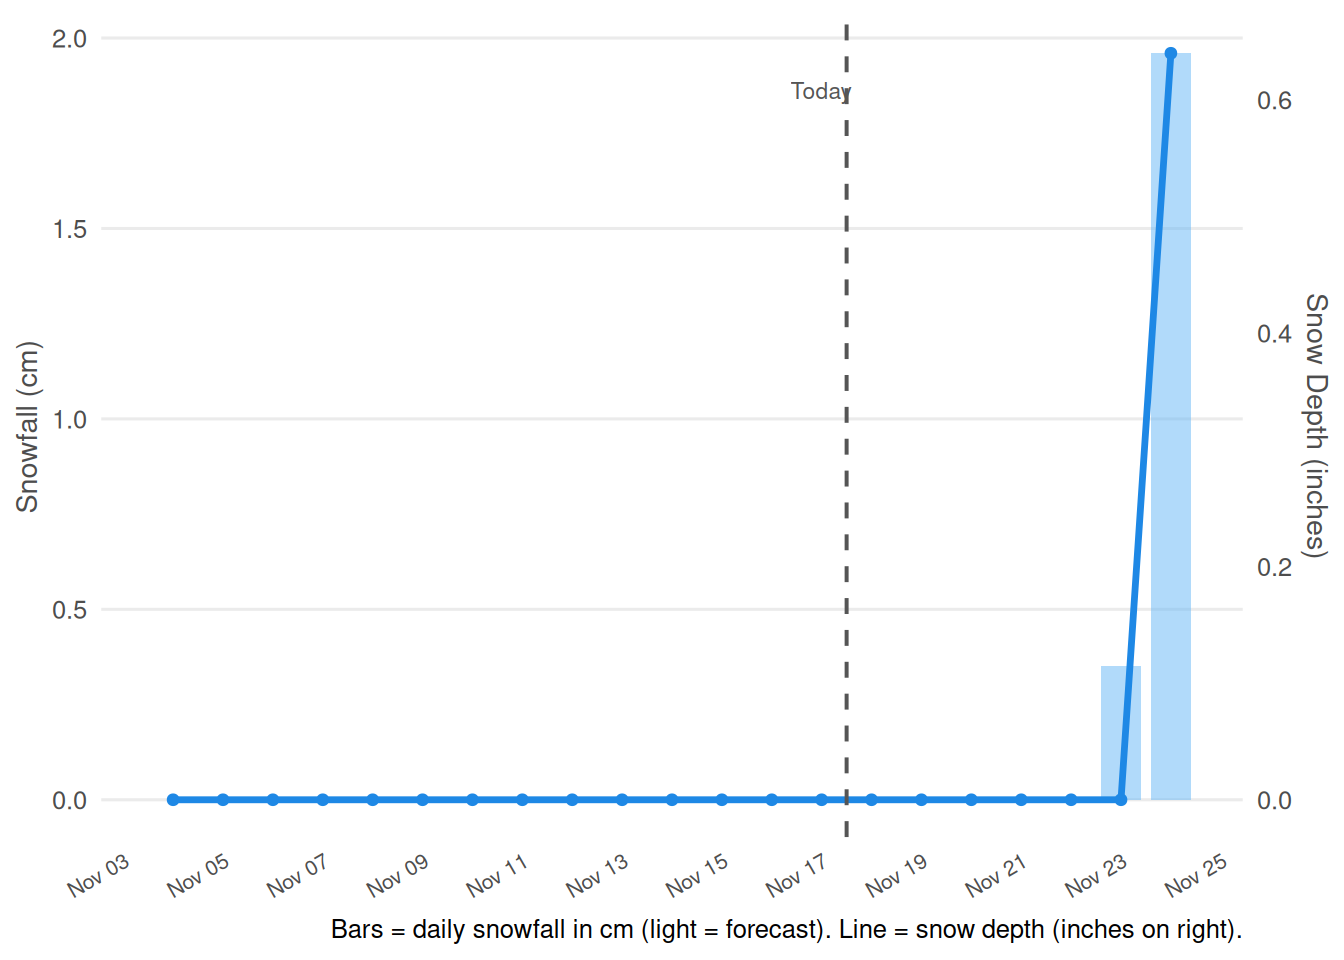 2.0
1.5
1.0
0.5
0.0
Snowfall (cm)
Today
0.6
0.4
0.2
0.0
Snow Depth (inches)
Nov 03
Nov 05
Nov 07
Nov 09
Nov 11
Nov 13
Nov 15
Nov 17
Nov 19
Nov 21
Nov 23
Nov 25
Bars = daily snowfall in cm (light = forecast). Line = snow depth (inches on right).